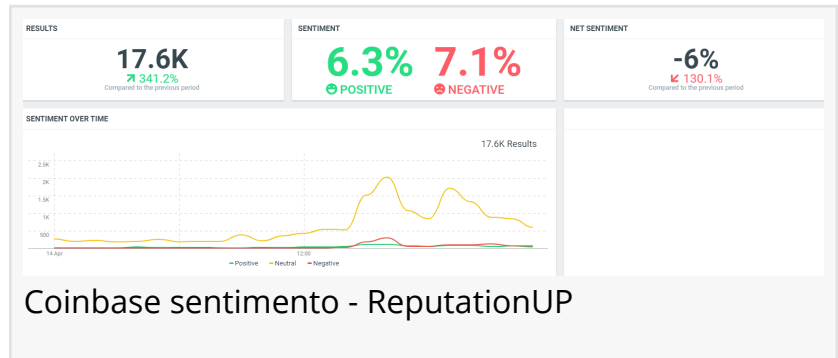 RESULTS
17.6K
341.2%
Compared to the previous period
SENTIMENT
6.3% 7.1%
POSITIVE NEGATIVE
NET SENTIMENT
-6%
130.1%
Compared to the previous period
SENTIMENT OVER TIME
17.6K Results
2.5K
2K
1.5K
1K
500
14 Apr 12:00
Positive Neutral Negative
Coinbase sentimento - ReputationUP